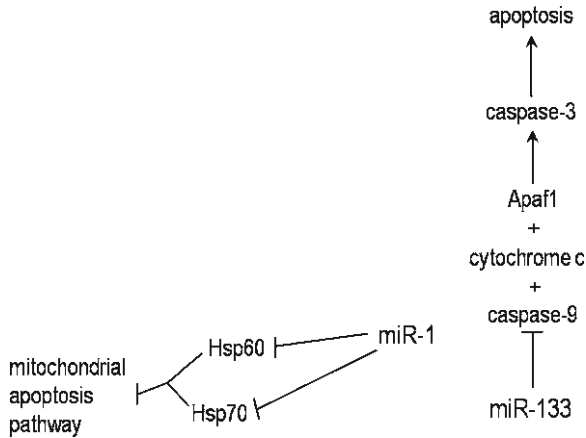 apoptosis
caspase-3
Apaf1
+
cytochrome c
+
caspase-9
miR-133
miR-1
Hsp60
Hsp70
mitochondrial
apoptosis
pathway